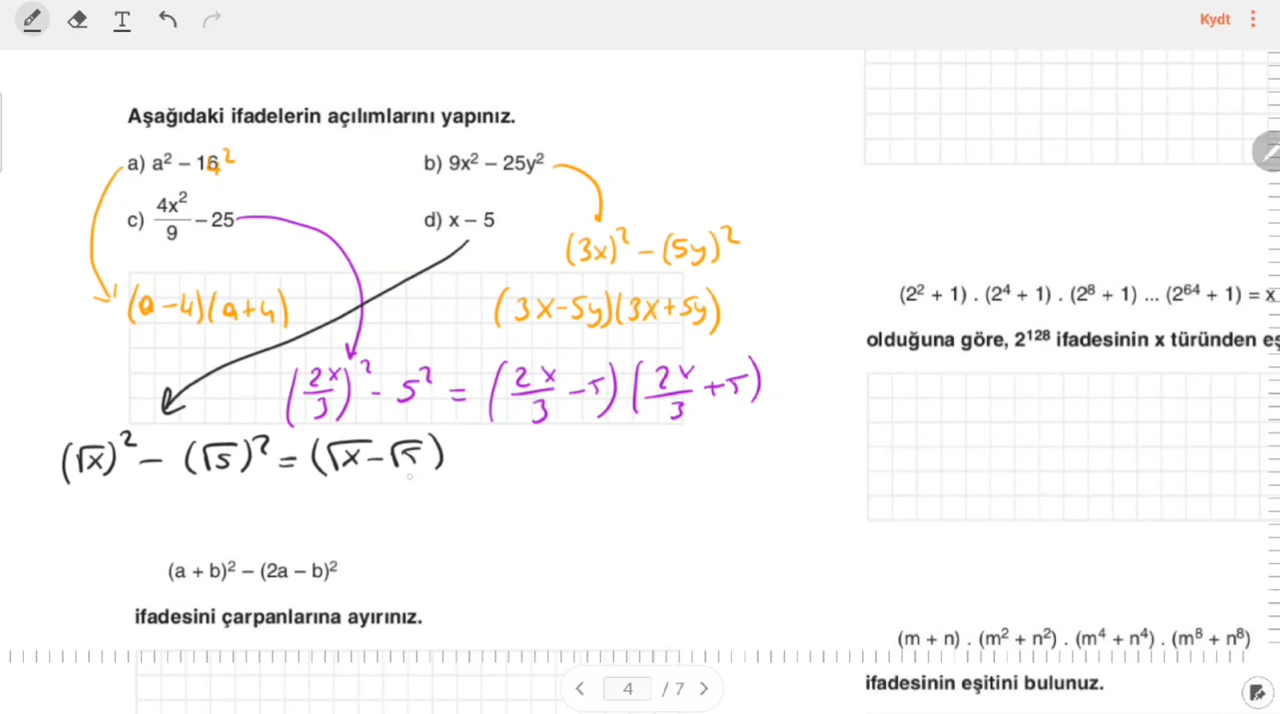 Kydt
Aşağıdaki ifadelerin açılımlarını yapınız.
a) a² – 16 4²
b) 9x² – 25y²
c) 4x²/9 – 25
d) x – 5
(3x)² – (5y)²
(a – 4)(a + 4)
(3x – 5y)(3x + 5y)
(2x/3)² – 5² = (2x/3 – 5)(2x/3 + 5)
(√x)² – (√5)² = (√x – √5)
(a + b)² – (2a – b)²
ifadesini çarpanlarına ayırınız.
4 / 7
(2² + 1) . (2⁴ + 1) . (2⁸ + 1) ... (2⁶⁴ + 1) = x
olduğuna göre, 2¹²⁸ ifadesinin x türünden eş
(m + n) . (m² + n²) . (m⁴ + n⁴) . (m⁸ + n⁸)
ifadesinin eşitini bulunuz.